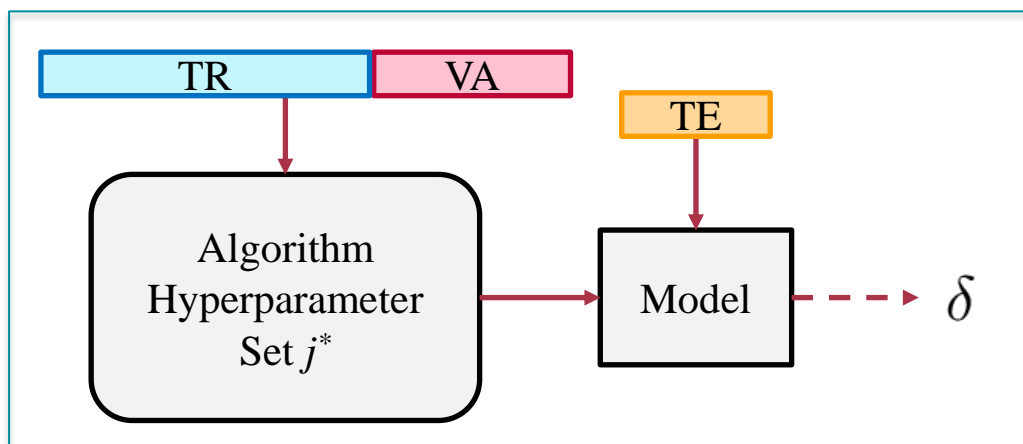 TR
VA
TE
Algorithm
Hyperparameter
Set j*
Model
δ